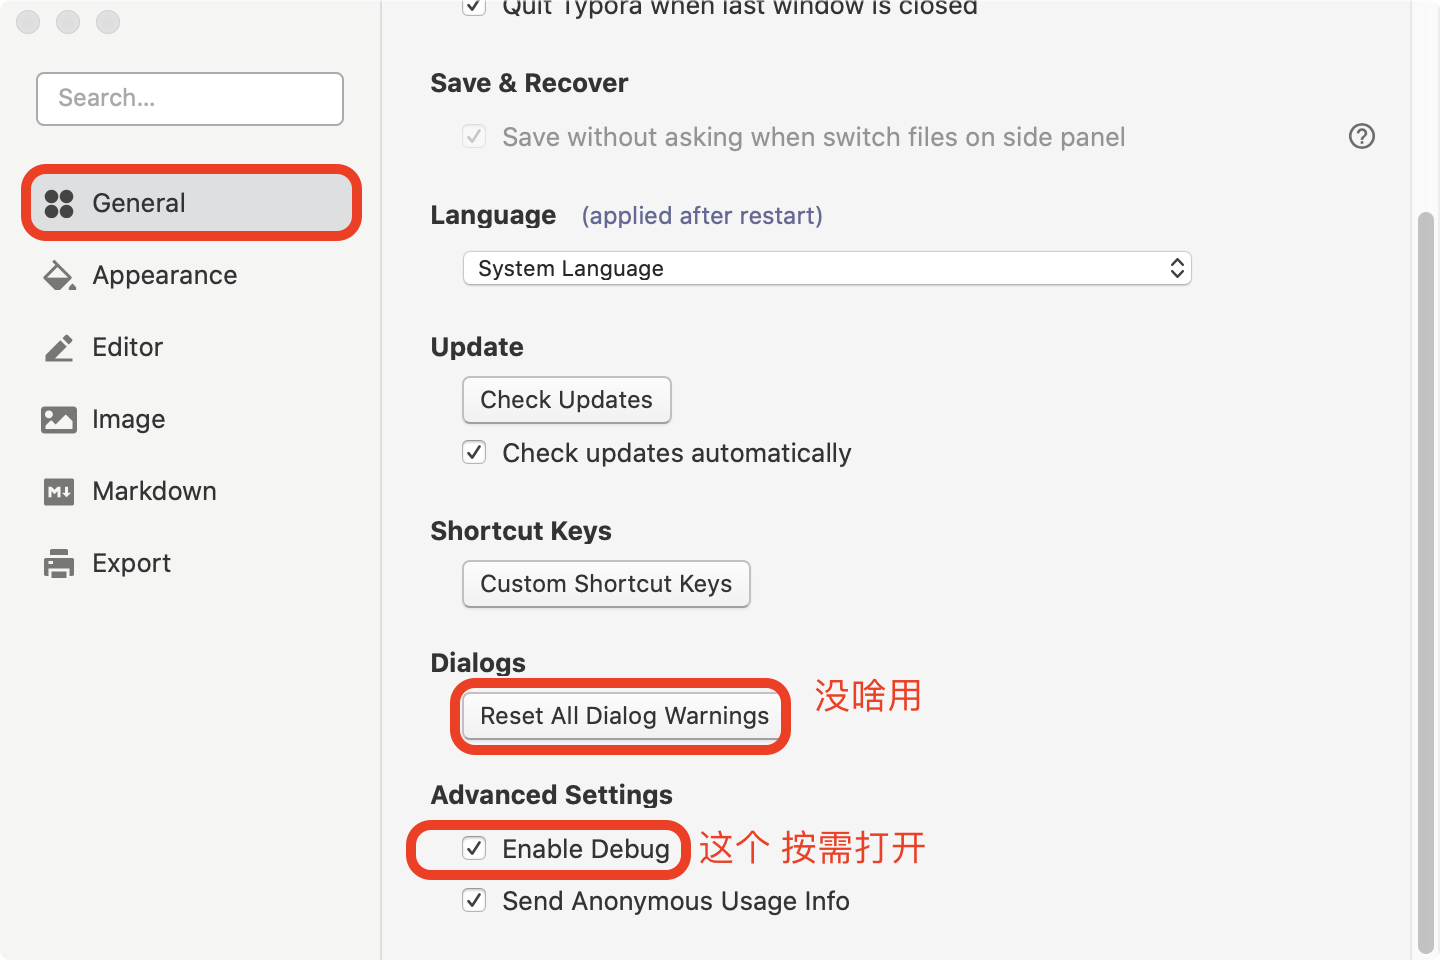 Quit Typora when last window is closed
Search...
Save & Recover
Save without asking when switch files on side panel
General
Language (applied after restart)
System Language
Appearance
Editor
Update
Check Updates
Image
Check updates automatically
Markdown
Shortcut Keys
Export
Custom Shortcut Keys
Dialogs
Reset All Dialog Warnings 没啥用
Advanced Settings
Enable Debug 这个 按需打开
Send Anonymous Usage Info